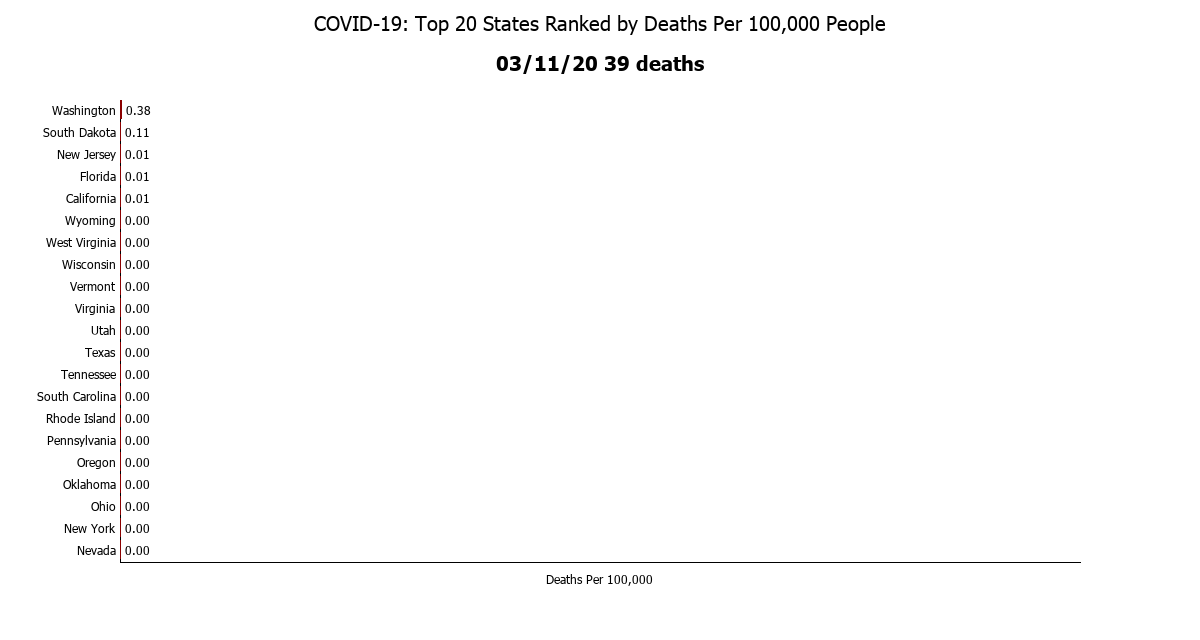 COVID-19: Top 20 States Ranked by Deaths Per 100,000 People
03/11/20 39 deaths
Washington 0.38
South Dakota 0.11
New Jersey 0.01
Florida 0.01
California 0.01
Wyoming 0.00
West Virginia 0.00
Wisconsin 0.00
Vermont 0.00
Virginia 0.00
Utah 0.00
Texas 0.00
Tennessee 0.00
South Carolina 0.00
Rhode Island 0.00
Pennsylvania 0.00
Oregon 0.00
Oklahoma 0.00
Ohio 0.00
New York 0.00
Nevada 0.00
Deaths Per 100,000